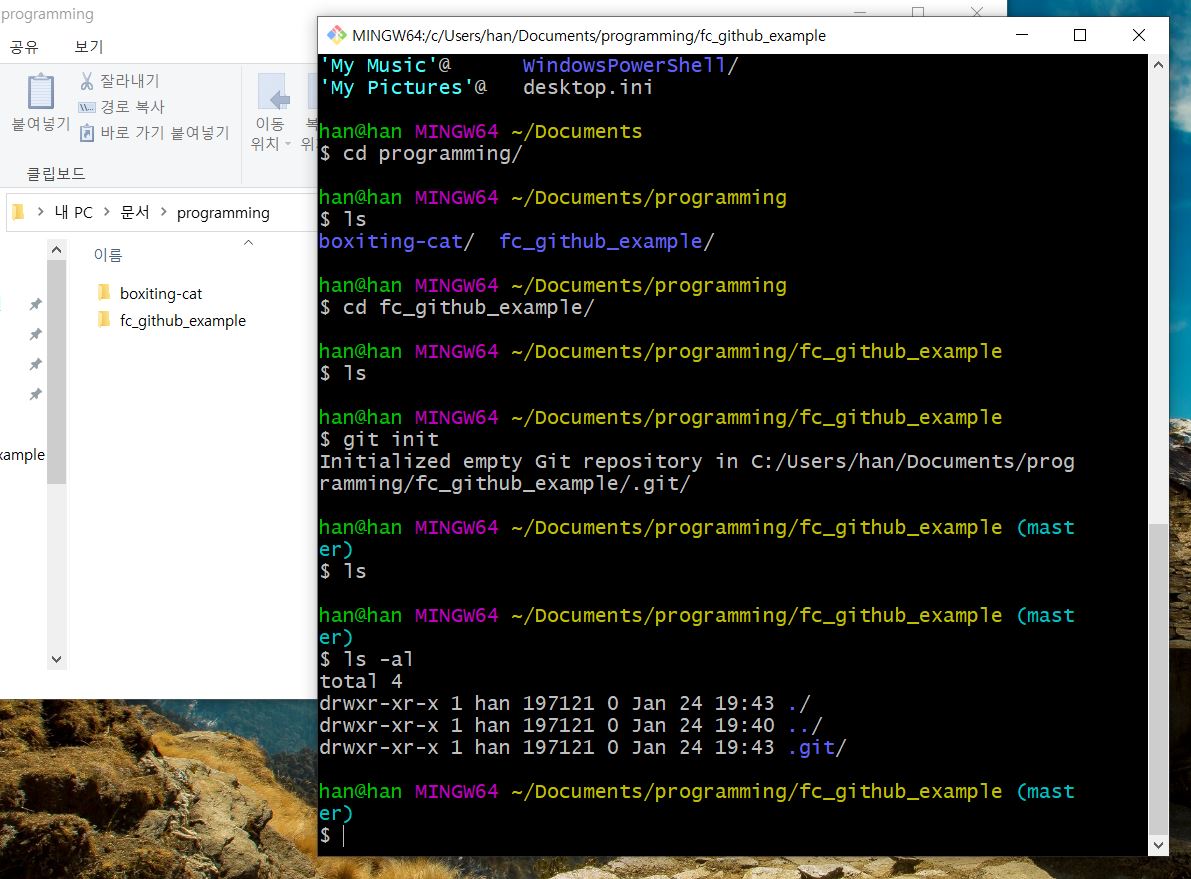 programming
공유 보기
붙여넣기
잘라내기
경로 복사
바로 가기 붙여넣기
이동
위치
클립보드
내 PC > 문서 > programming
이름
boxiting-cat
fc_github_example
MINGW64:/c/Users/han/Documents/programming/fc_github_example
'My Music'@ WindowsPowerShell/
'My Pictures'@ desktop.ini
han@han MINGW64 ~/Documents
$ cd programming/
han@han MINGW64 ~/Documents/programming
$ ls
boxiting-cat/ fc_github_example/
han@han MINGW64 ~/Documents/programming
$ cd fc_github_example/
han@han MINGW64 ~/Documents/programming/fc_github_example
$ ls
han@han MINGW64 ~/Documents/programming/fc_github_example
$ git init
Initialized empty Git repository in C:/Users/han/Documents/prog
ramming/fc_github_example/.git/
han@han MINGW64 ~/Documents/programming/fc_github_example (mast
er)
$ ls
han@han MINGW64 ~/Documents/programming/fc_github_example (mast
er)
$ ls -al
total 4
drwxr-xr-x 1 han 197121 0 Jan 24 19:43 ./
drwxr-xr-x 1 han 197121 0 Jan 24 19:40 ../
drwxr-xr-x 1 han 197121 0 Jan 24 19:43 .git/
han@han MINGW64 ~/Documents/programming/fc_github_example (mast
er)
$